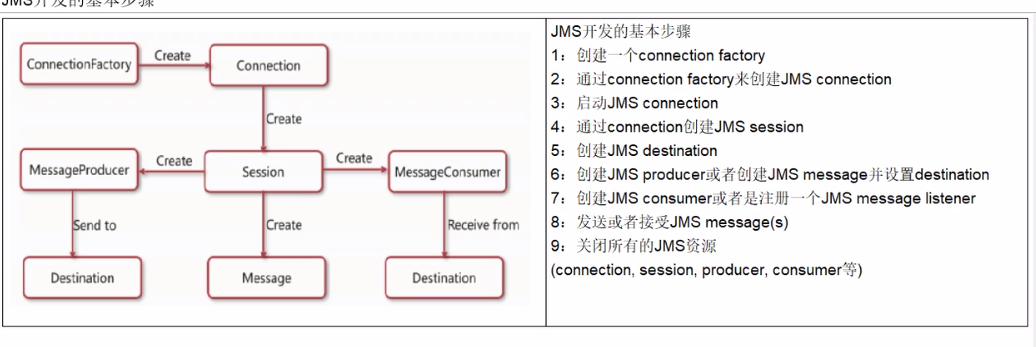 JMS开发的基本步骤
ConnectionFactory
Create
Connection
Create
MessageProducer
Create
Session
Create
MessageConsumer
Send to
Create
Receive from
Destination
Message
Destination
JMS开发的基本步骤
1：创建一个connection factory
2：通过connection factory来创建JMS connection
3：启动JMS connection
4：通过connection创建JMS session
5：创建JMS destination
6：创建JMS producer或者创建JMS message并设置destination
7：创建JMS consumer或者是注册一个JMS message listener
8：发送或者接受JMS message(s)
9：关闭所有的JMS资源
(connection, session, producer, consumer等)